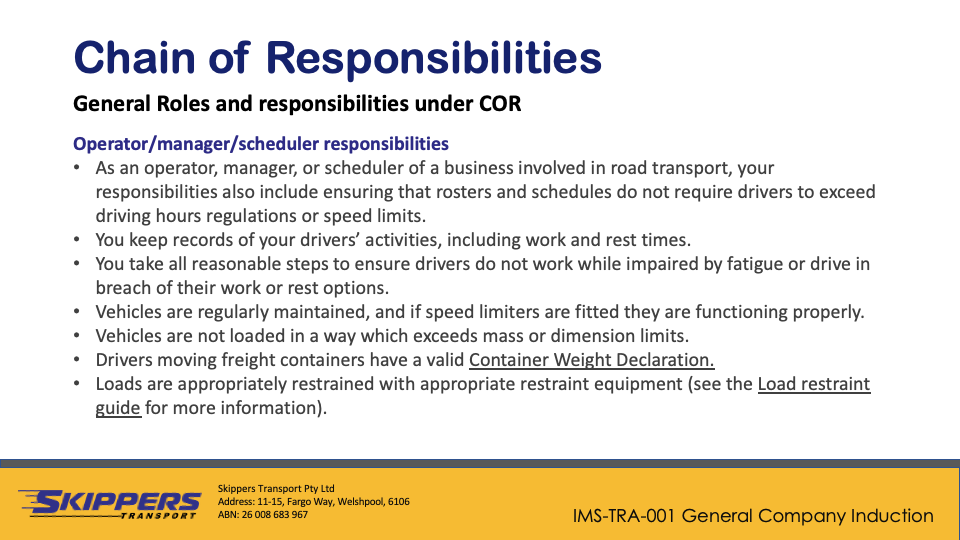 Chain of Responsibilities
General Roles and responsibilities under COR
Operator/manager/scheduler responsibilities
• As an operator, manager, or scheduler of a business involved in road transport, your
responsibilities also include ensuring that rosters and schedules do not require drivers to exceed
driving hours regulations or speed limits.
• You keep records of your drivers’ activities, including work and rest times.
• You take all reasonable steps to ensure drivers do not work while impaired by fatigue or drive in
breach of their work or rest options.
• Vehicles are regularly maintained, and if speed limiters are fitted they are functioning properly.
• Vehicles are not loaded in a way which exceeds mass or dimension limits.
• Drivers moving freight containers have a valid Container Weight Declaration.
• Loads are appropriately restrained with appropriate restraint equipment (see the Load restraint
guide for more information).
SKIPPERS
TRANSPORT
Skippers Transport Pty Ltd
Address: 11-15, Fargo Way, Welshpool, 6106
ABN: 26 008 683 967
IMS-TRA-001 General Company Induction